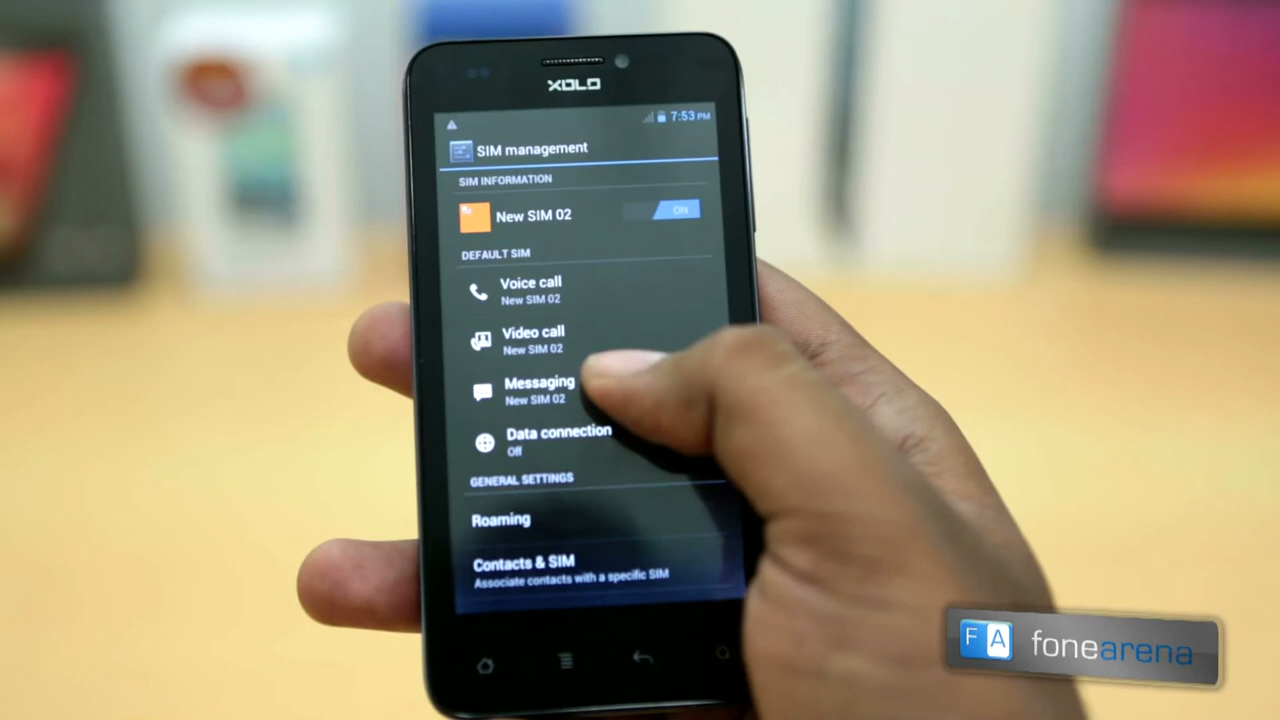 XOLO
7:53 PM
SIM management
SIM INFORMATION
New SIM 02
ON
DEFAULT SIM
Voice call
New SIM 02
Video call
New SIM 02
Messaging
New SIM 02
Data connection
Off
GENERAL SETTINGS
Roaming
Contacts & SIM
Associate contacts with a specific SIM
FA fonearena